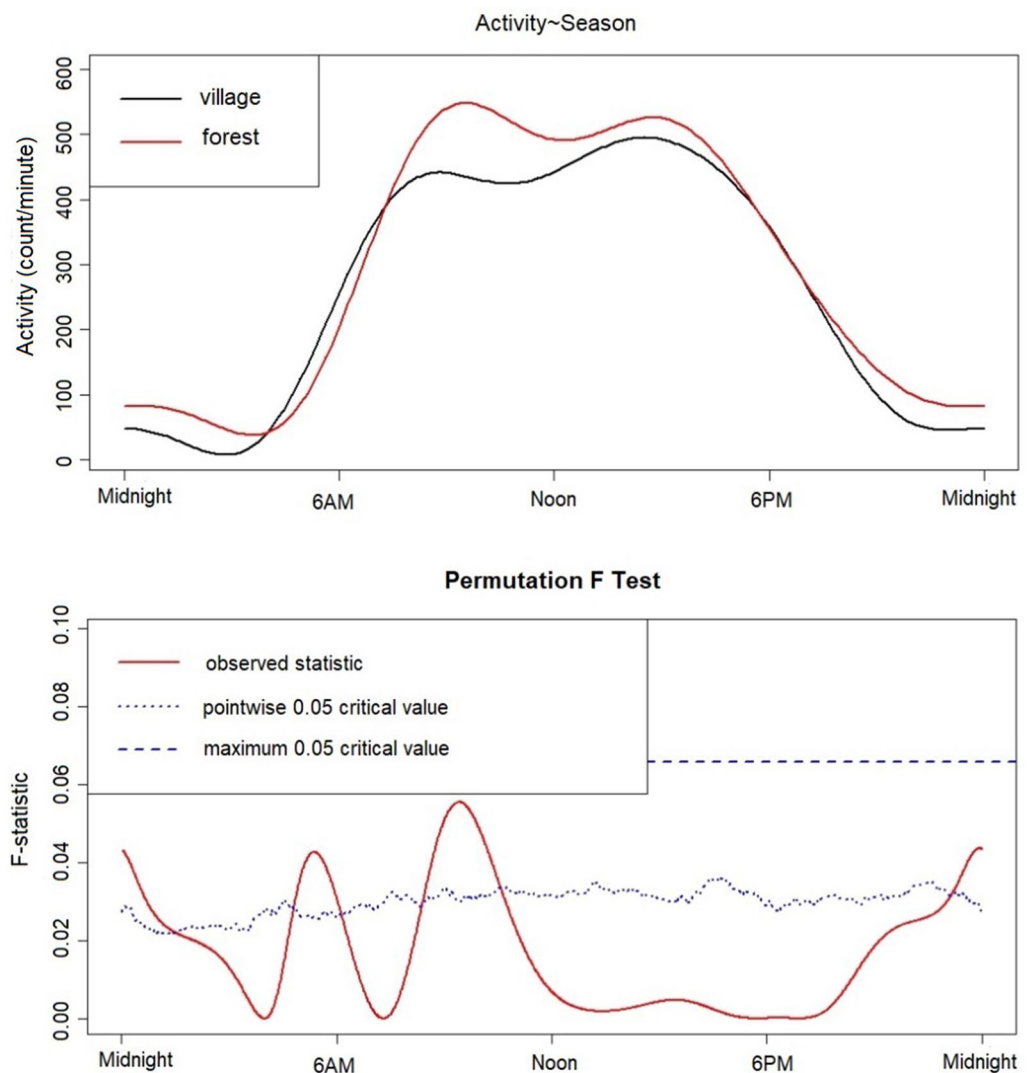 Activity~Season
village
forest
Activity (count/minute)
600
500
400
300
200
100
0
Midnight 6AM Noon 6PM Midnight
Permutation F Test
observed statistic
pointwise 0.05 critical value
maximum 0.05 critical value
F-statistic
0.10
0.08
0.06
0.04
0.02
0.00
Midnight 6AM Noon 6PM Midnight